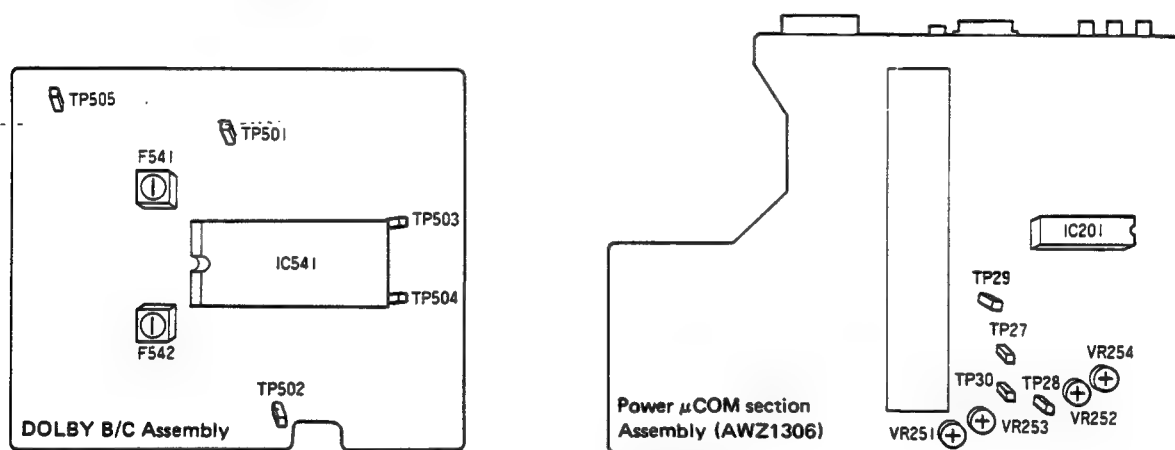 TP505
TP501
F541
TP503
IC541
TP504
F542
TP502
DOLBY B/C Assembly
IC201
TP29
TP27
VR254
TP30
TP28
VR252
Power μCOM section
Assembly (AWZ1306)
VR251
VR253